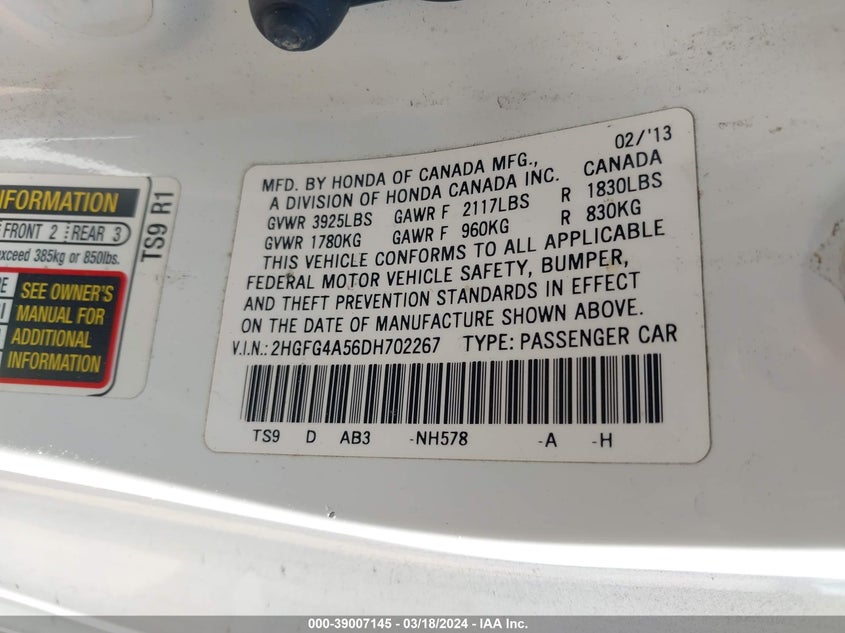 02/'13
MFD. BY HONDA OF CANADA MFG.,
A DIVISION OF HONDA CANADA INC. CANADA
GVWR 3925LBS GAWR F 2117LBS R 1830LBS
GVWR 1780KG GAWR F 960KG R 830KG
THIS VEHICLE CONFORMS TO ALL APPLICABLE
FEDERAL MOTOR VEHICLE SAFETY, BUMPER,
AND THEFT PREVENTION STANDARDS IN EFFECT
ON THE DATE OF MANUFACTURE SHOWN ABOVE.
V.I.N.: 2HGFG4A56DH702267 TYPE: PASSENGER CAR
TS9 D AB3 -NH578 -A -H
INFORMATION
FRONT 2 REAR 3
exceed 385kg or 850lbs.
SEE OWNER'S
MANUAL FOR
ADDITIONAL
INFORMATION
TS9 R1
000-39007145 — 03/18/2024 — IAA Inc.